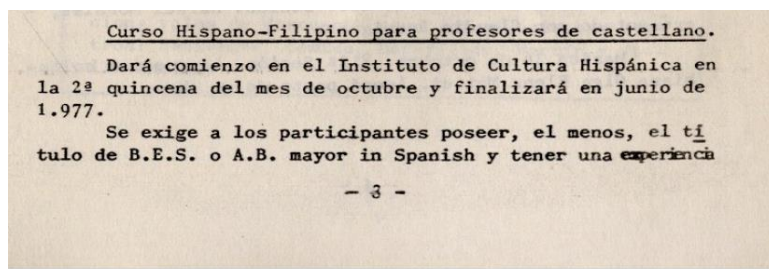 Curso Hispano-Filipino para profesores de castellano.
Dará comienzo en el Instituto de Cultura Hispánica en
la 2ª quincena del mes de octubre y finalizará en junio de
1.977.
Se exige a los participantes poseer, el menos, el tí
tulo de B.E.S. o A.B. mayor in Spanish y tener una experiencia
- 3 -